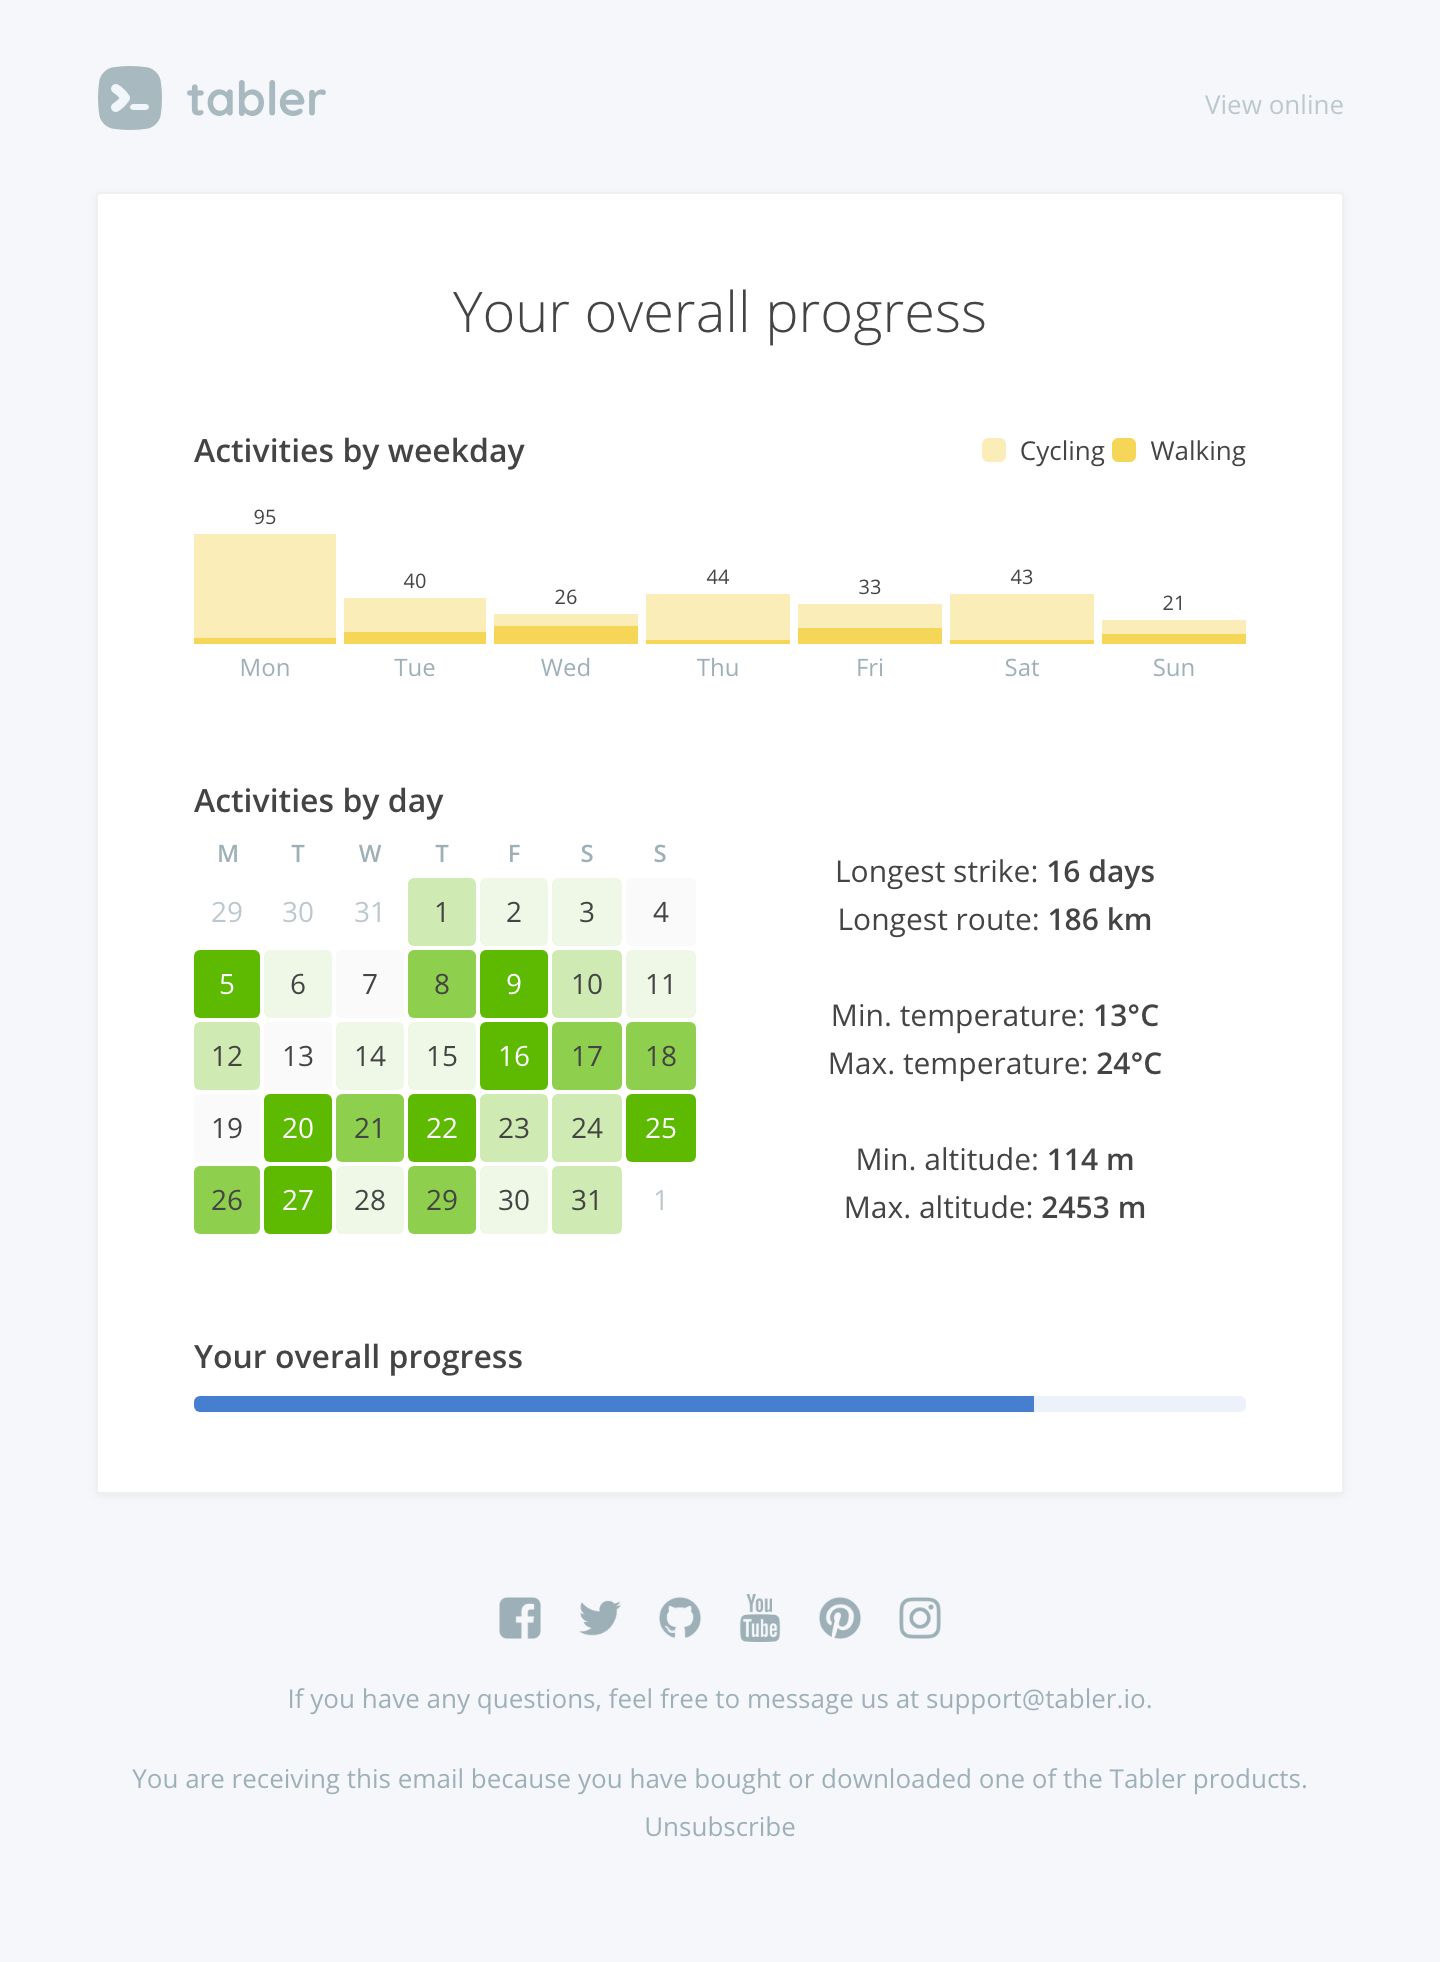 tabler
View online
Your overall progress
Activities by weekday
Cycling Walking
95 40 26 44 33 43 21
Mon Tue Wed Thu Fri Sat Sun
Activities by day
M T W T F S S
29 30 31 1 2 3 4
5 6 7 8 9 10 11
12 13 14 15 16 17 18
19 20 21 22 23 24 25
26 27 28 29 30 31 1
Longest strike: 16 days
Longest route: 186 km
Min. temperature: 13°C
Max. temperature: 24°C
Min. altitude: 114 m
Max. altitude: 2453 m
Your overall progress
You
Tube
If you have any questions, feel free to message us at support@tabler.io.
You are receiving this email because you have bought or downloaded one of the Tabler products.
Unsubscribe